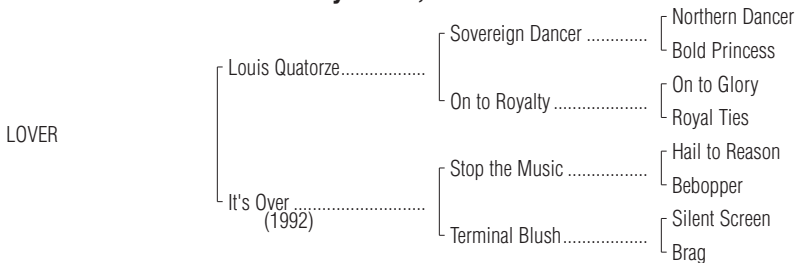 Northern Dancer
Sovereign Dancer .............
Bold Princess
Louis Quatorze..................
On to Glory
On to Royalty ....................
Royal Ties
LOVER
Hail to Reason
Stop the Music .................
Bebopper
It's Over ............................
(1992)
Silent Screen
Terminal Blush..................
Brag